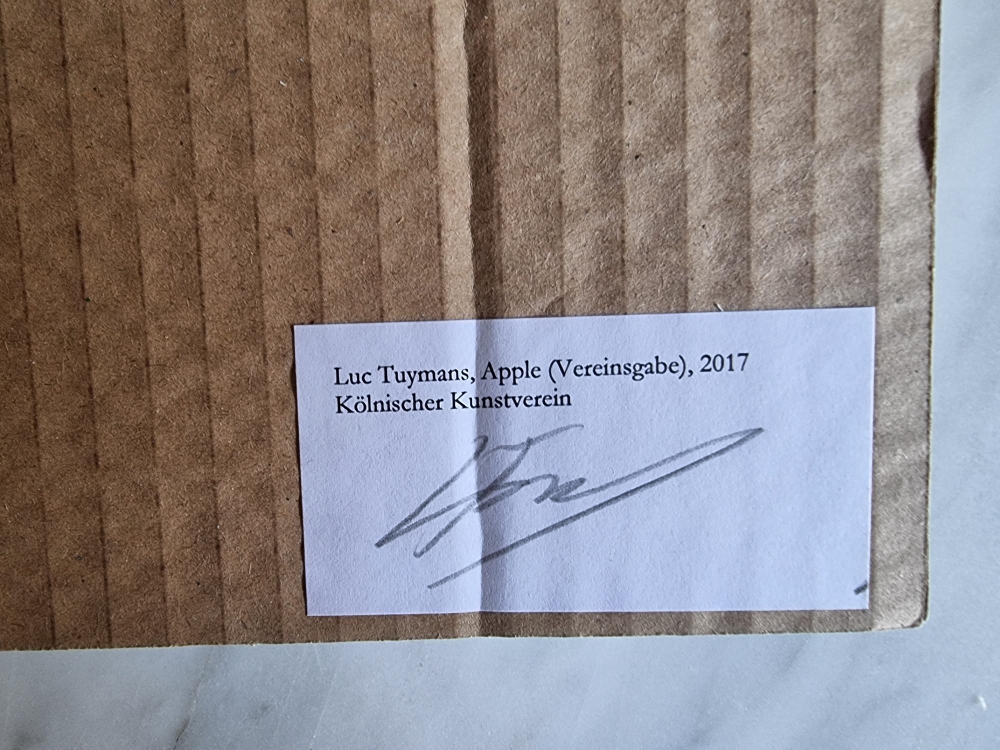 Luc Tuymans, Apple (Vereinsgabe), 2017
Kölnischer Kunstverein